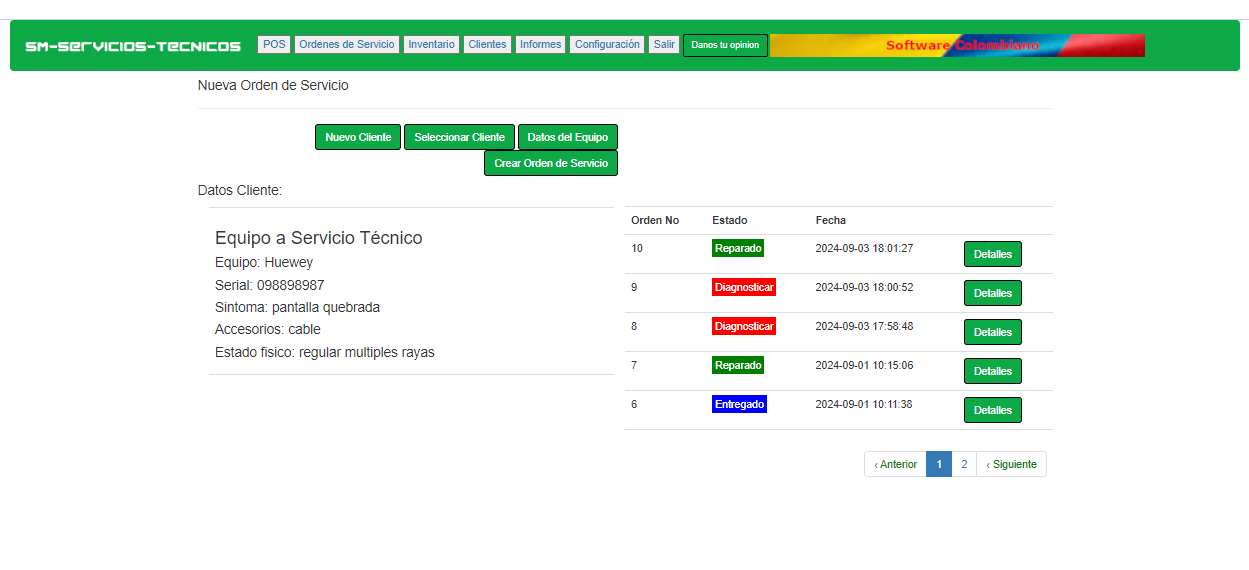 SM-Servicios-Tecnicos POS Ordenes de Servicio Inventario Clientes Informes Configuración Salir Danos tu opinion Software Colombiano
Nueva Orden de Servicio
Nuevo Cliente Seleccionar Cliente Datos del Equipo
Crear Orden de Servicio
Datos Cliente:
Equipo a Servicio Técnico
Equipo: Huewey
Serial: 098898987
Sintoma: pantalla quebrada
Accesorios: cable
Estado fisico: regular multiples rayas
Orden No Estado Fecha
10 Reparado 2024-09-03 18:01:27 Detalles
9 Diagnosticar 2024-09-03 18:00:52 Detalles
8 Diagnosticar 2024-09-03 17:58:48 Detalles
7 Reparado 2024-09-01 10:15:06 Detalles
6 Entregado 2024-09-01 10:11:38 Detalles
‹ Anterior 1 2 ‹ Siguiente